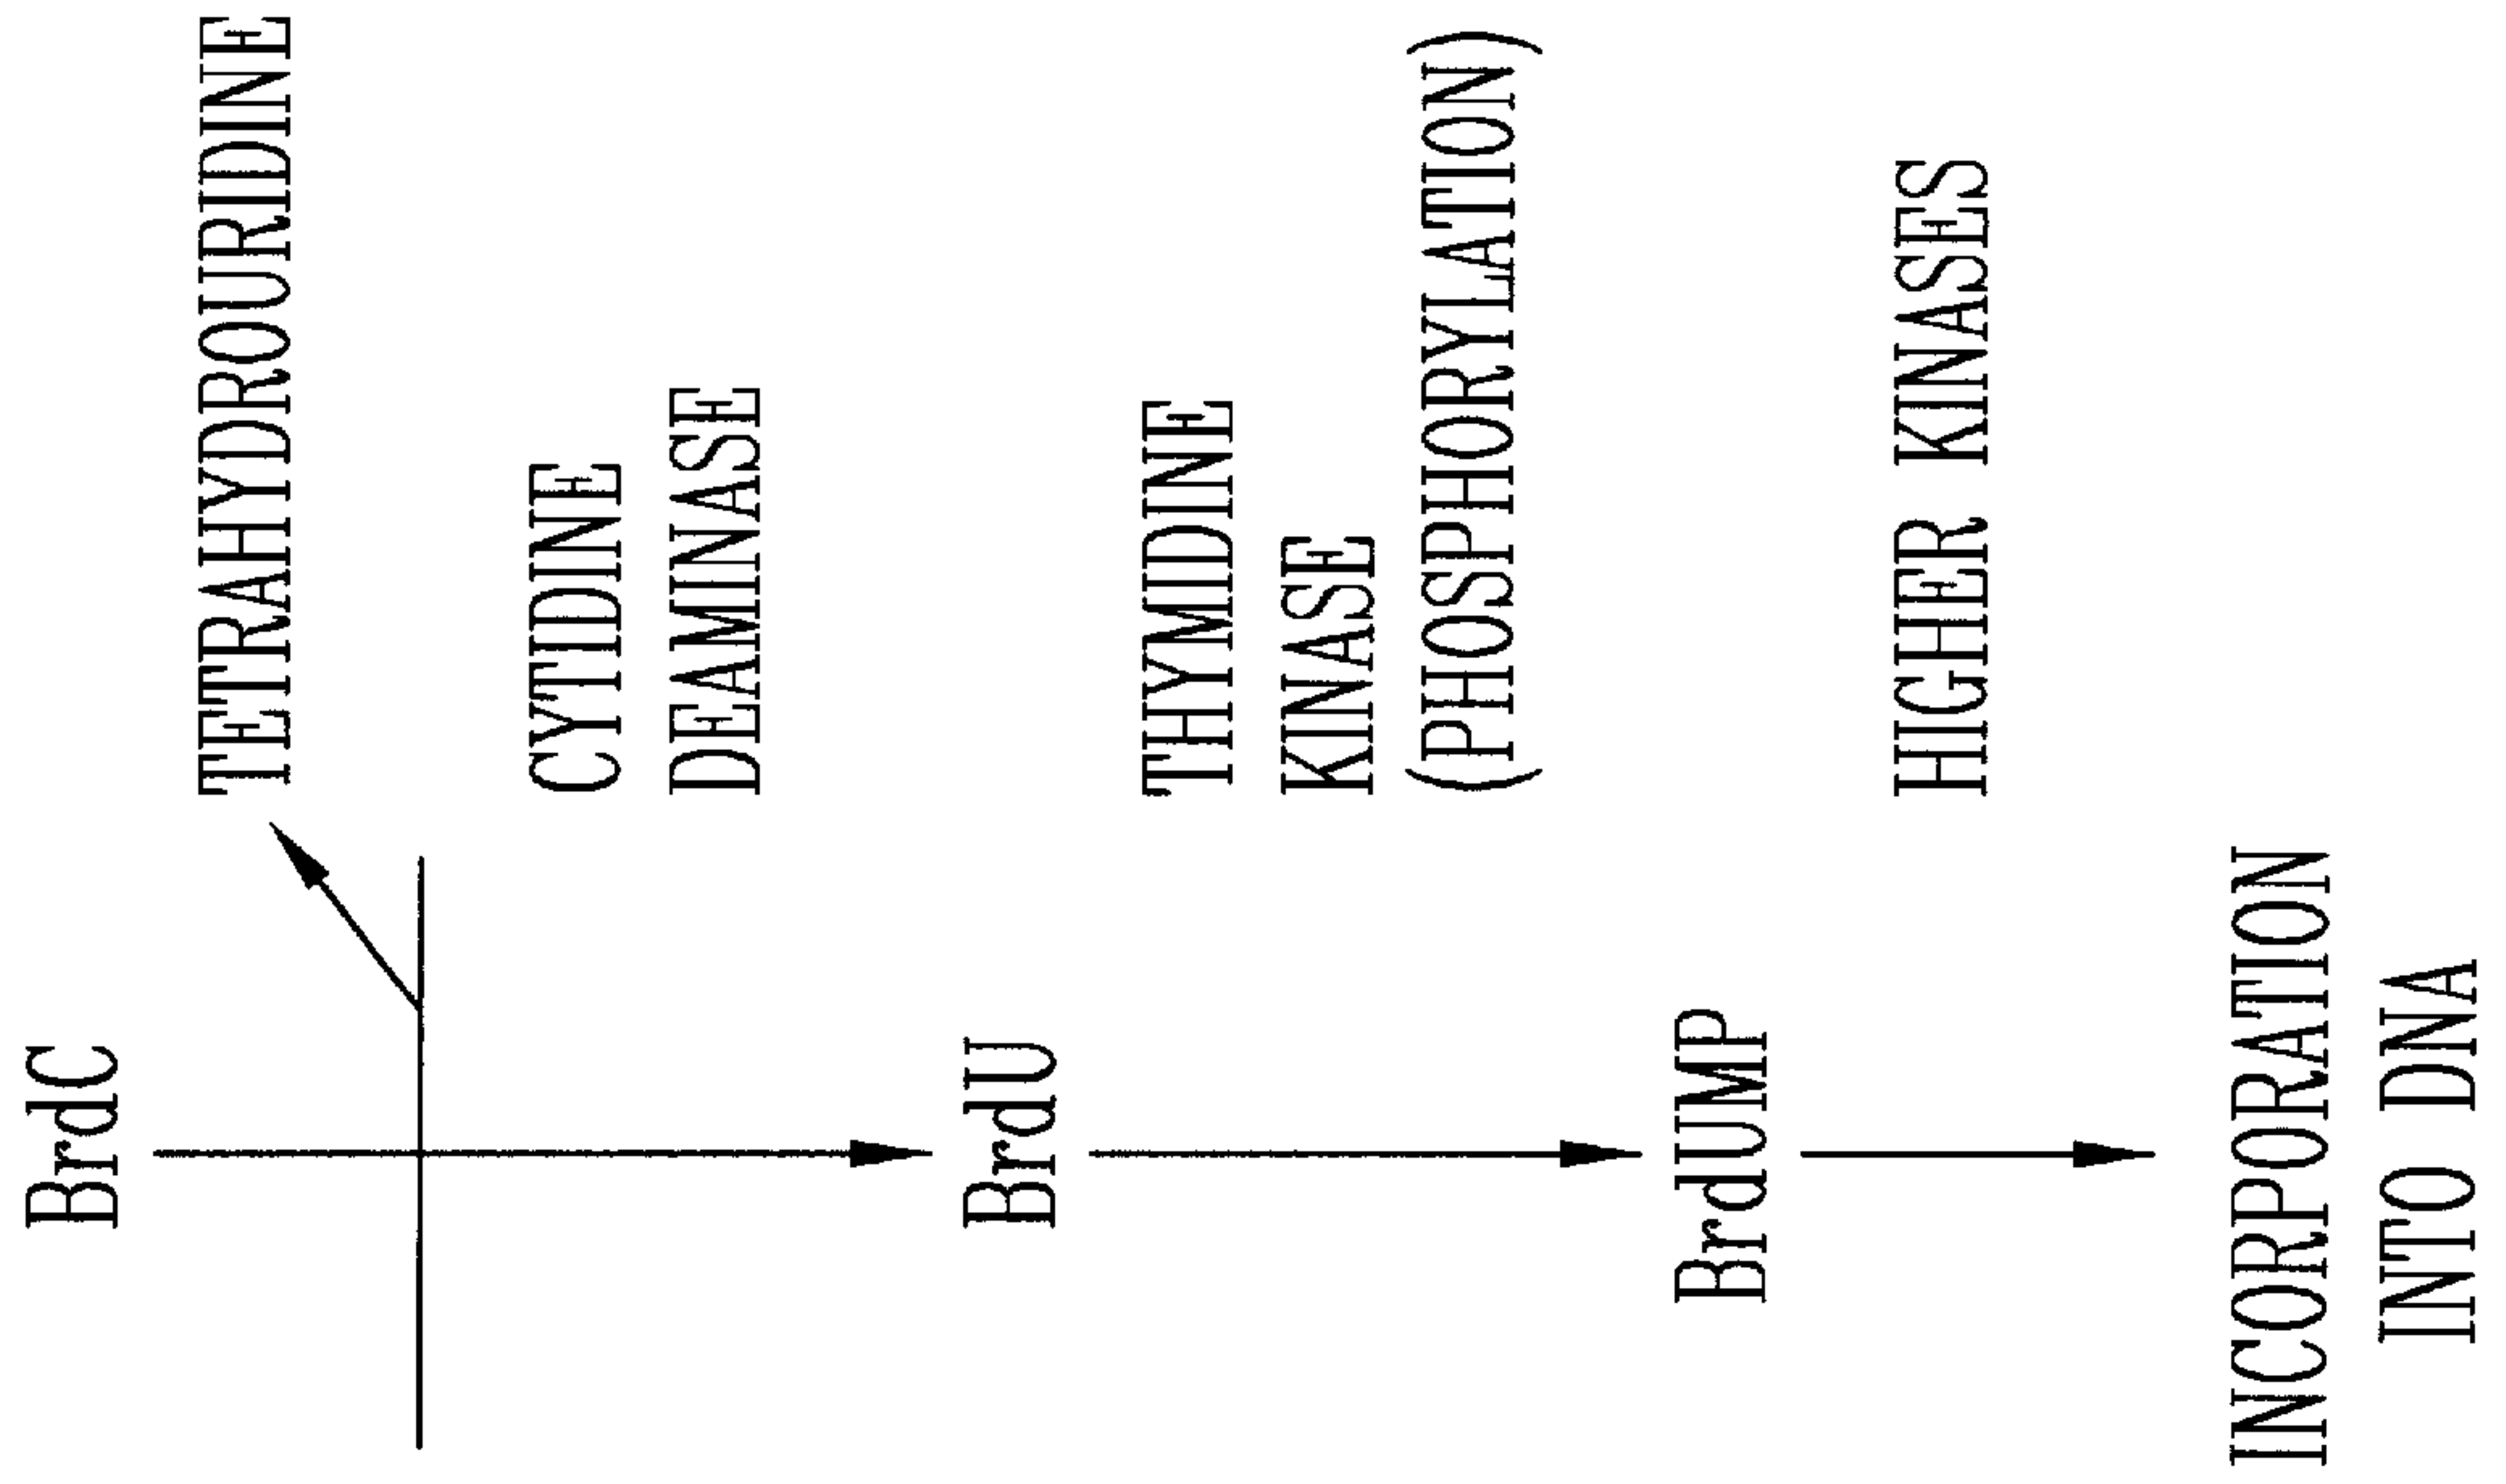 BrdC
TETRAHYDROURIDINE
CYTIDINE
DEAMINASE
BrdU
THYMIDINE
KINASE
(PHOSPHORYLATION)
BrdUMP
HIGHER KINASES
INCORPORATION
INTO DNA